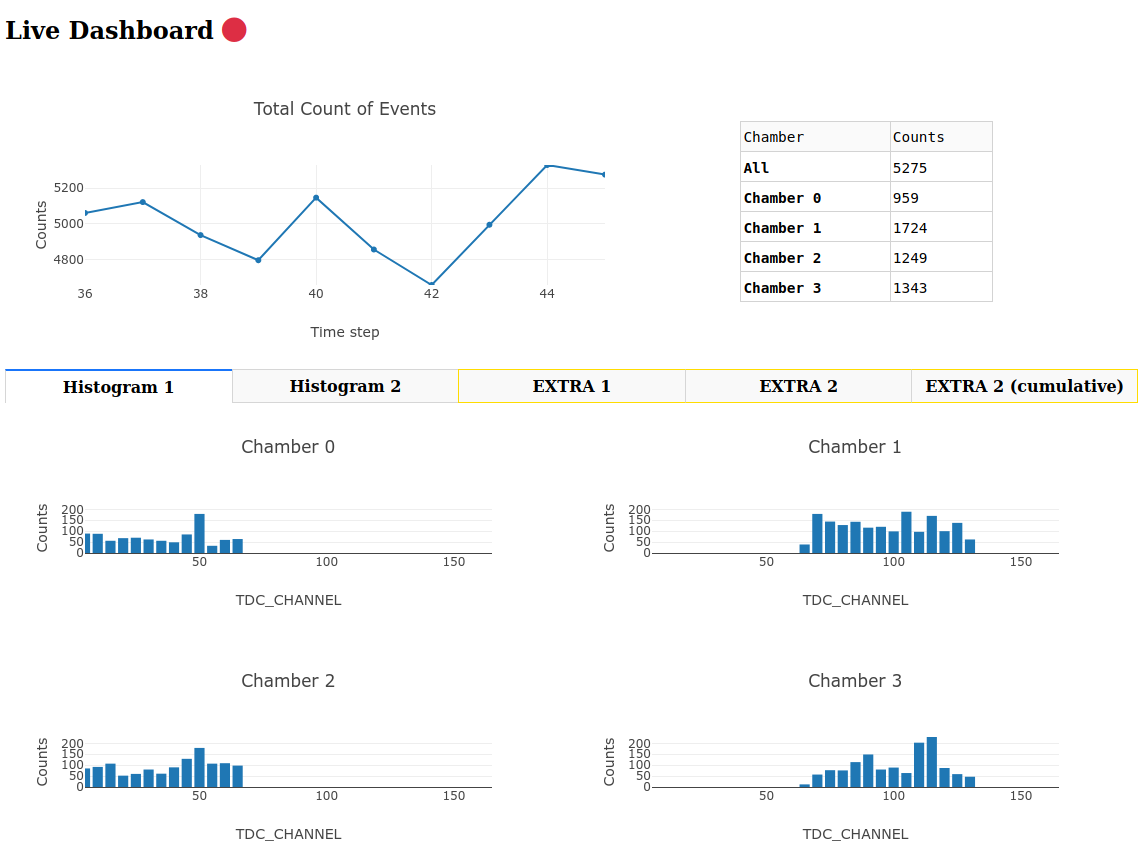 Live Dashboard
Total Count of Events
5200
5000
4800
Counts
36 38 40 42 44
Time step
Chamber Counts
All 5275
Chamber 0 959
Chamber 1 1724
Chamber 2 1249
Chamber 3 1343
Histogram 1 Histogram 2 EXTRA 1 EXTRA 2 EXTRA 2 (cumulative)
Chamber 0
200
150
100
50
0
Counts
50 100 150
TDC_CHANNEL
Chamber 1
200
150
100
50
0
Counts
50 100 150
TDC_CHANNEL
Chamber 2
200
150
100
50
0
Counts
50 100 150
TDC_CHANNEL
Chamber 3
200
150
100
50
0
Counts
50 100 150
TDC_CHANNEL